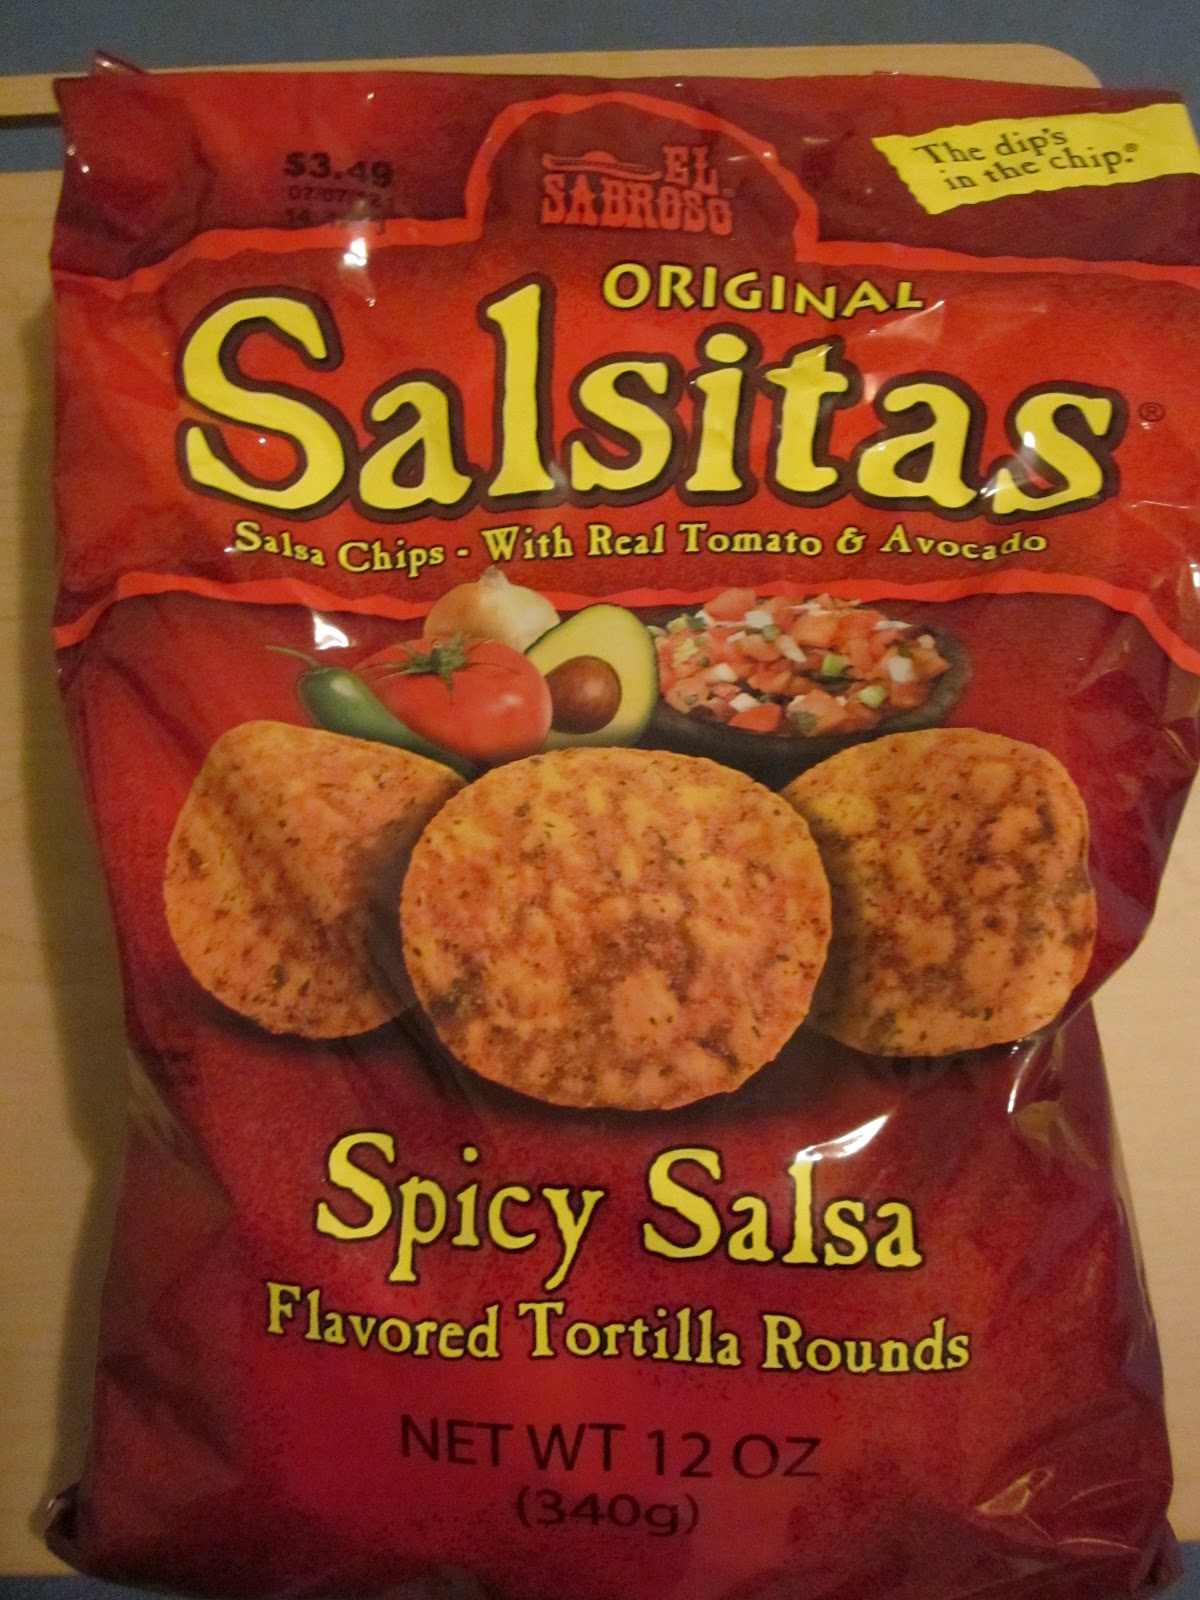 $3.49
EL
SABROSO
The dip's
in the chip.®
ORIGINAL
Salsitas®
Salsa Chips - With Real Tomato & Avocado
Spicy Salsa
Flavored Tortilla Rounds
NET WT 12 OZ
(340g)